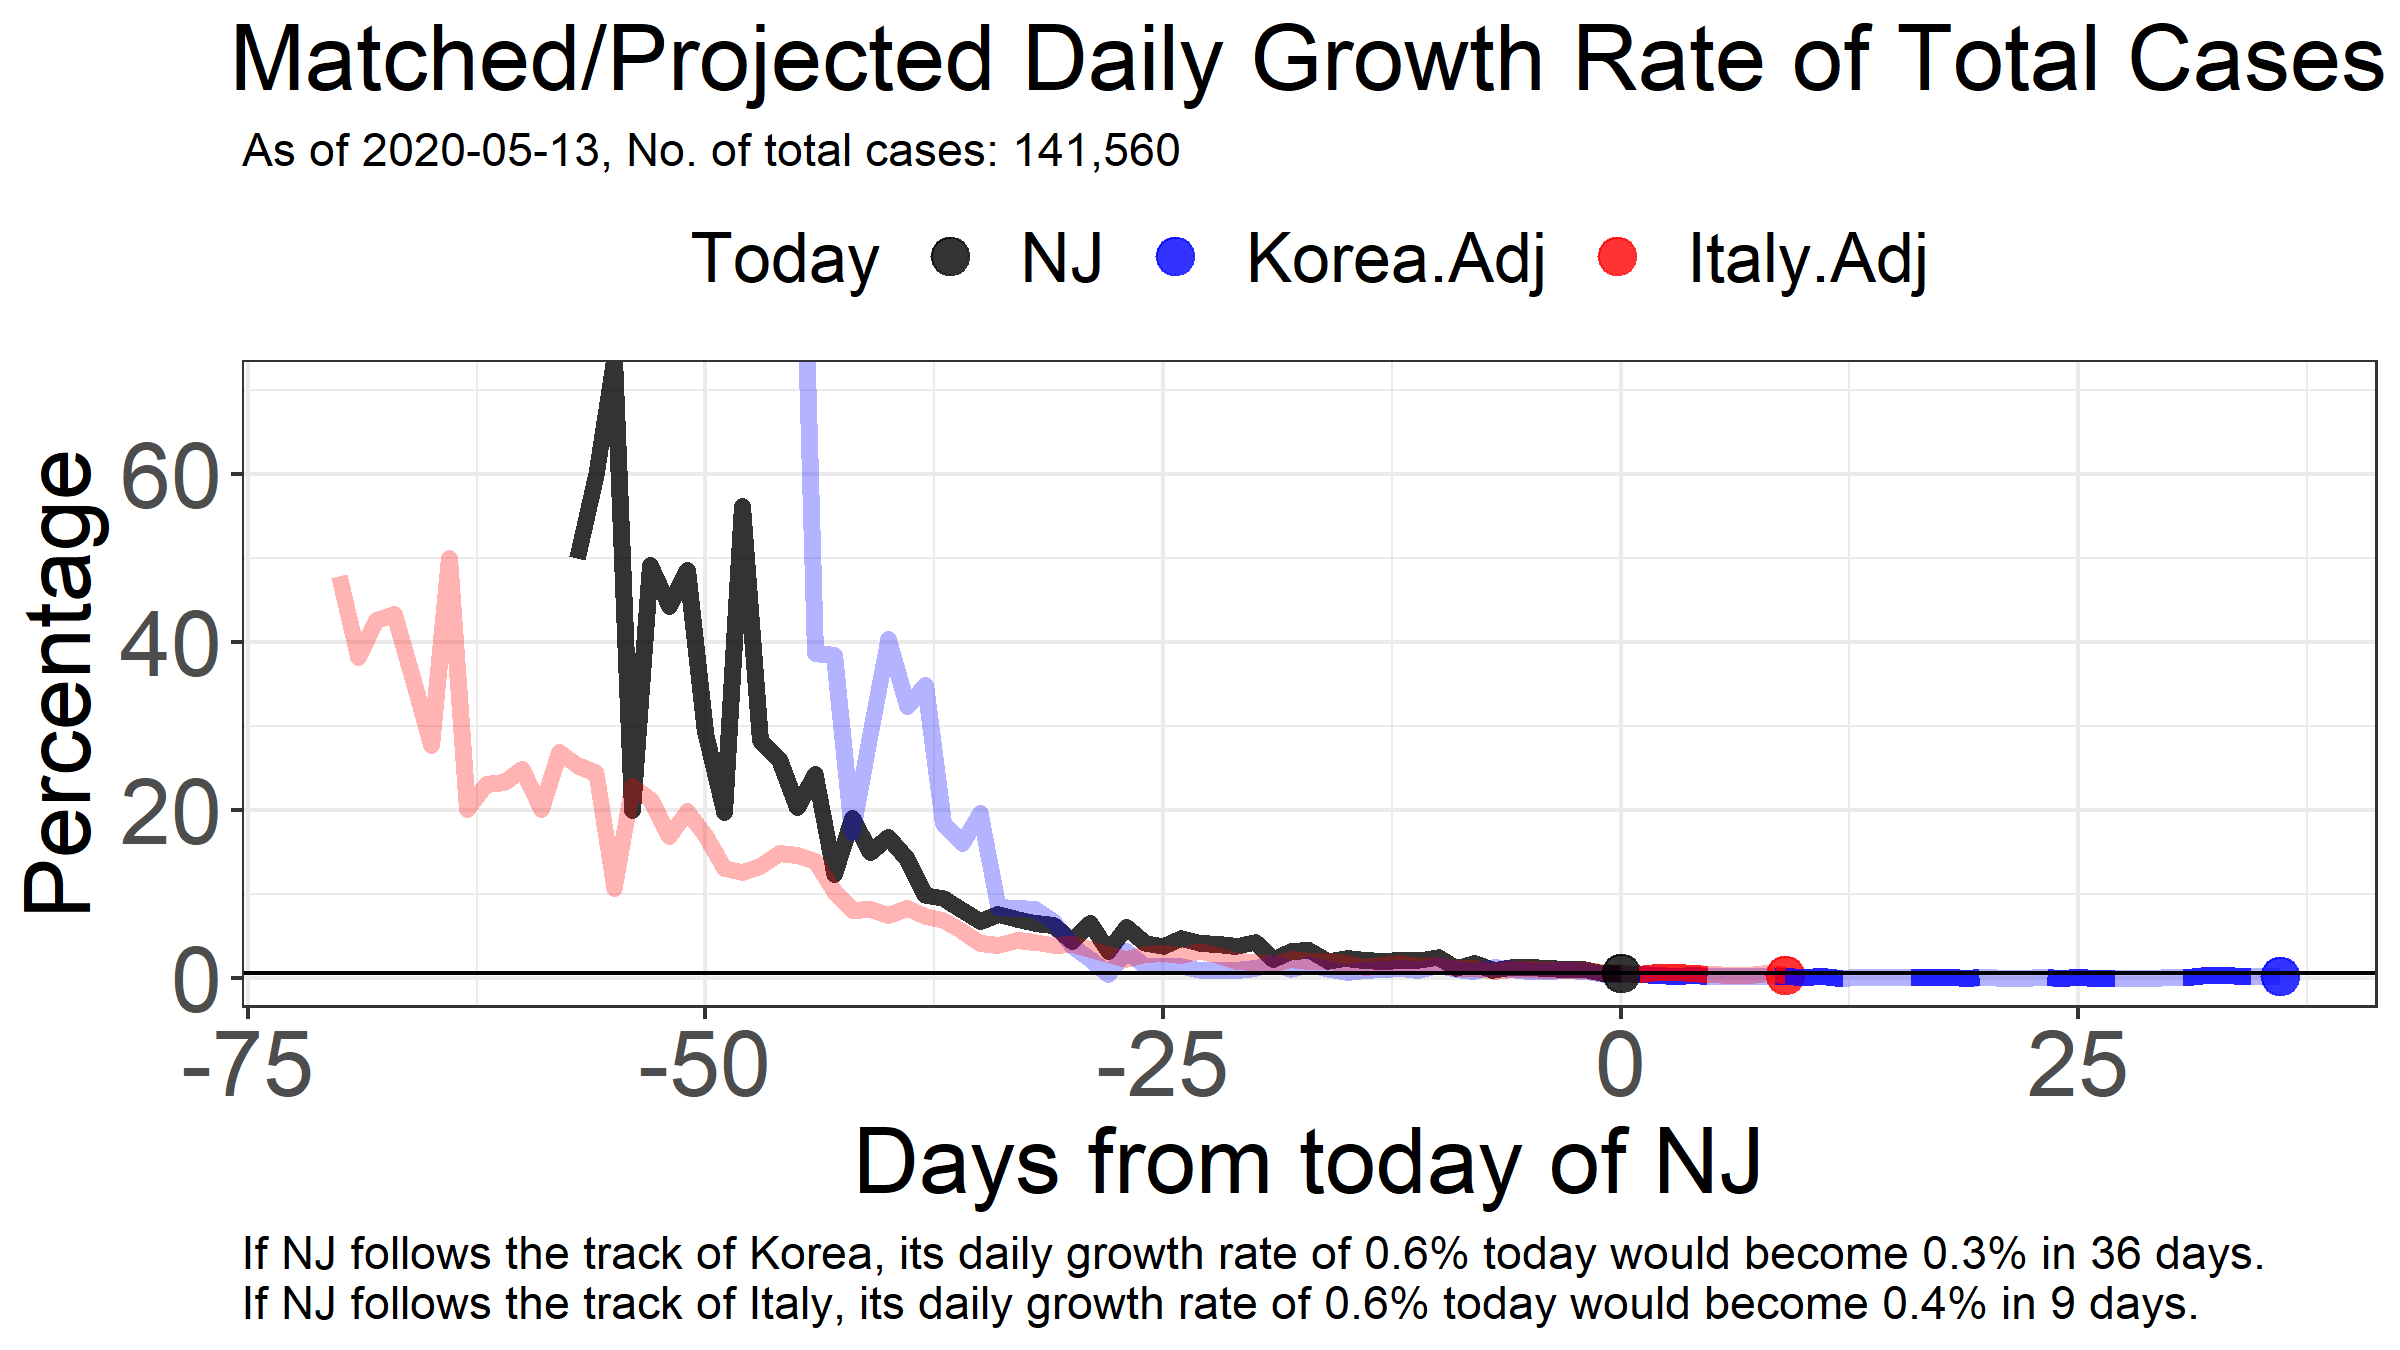 Matched/Projected Daily Growth Rate of Total Cases
As of 2020-05-13, No. of total cases: 141,560
Today NJ Korea.Adj Italy.Adj
Percentage
60
40
20
0
-75 -50 -25 0 25
Days from today of NJ
If NJ follows the track of Korea, its daily growth rate of 0.6% today would become 0.3% in 36 days.
If NJ follows the track of Italy, its daily growth rate of 0.6% today would become 0.4% in 9 days.